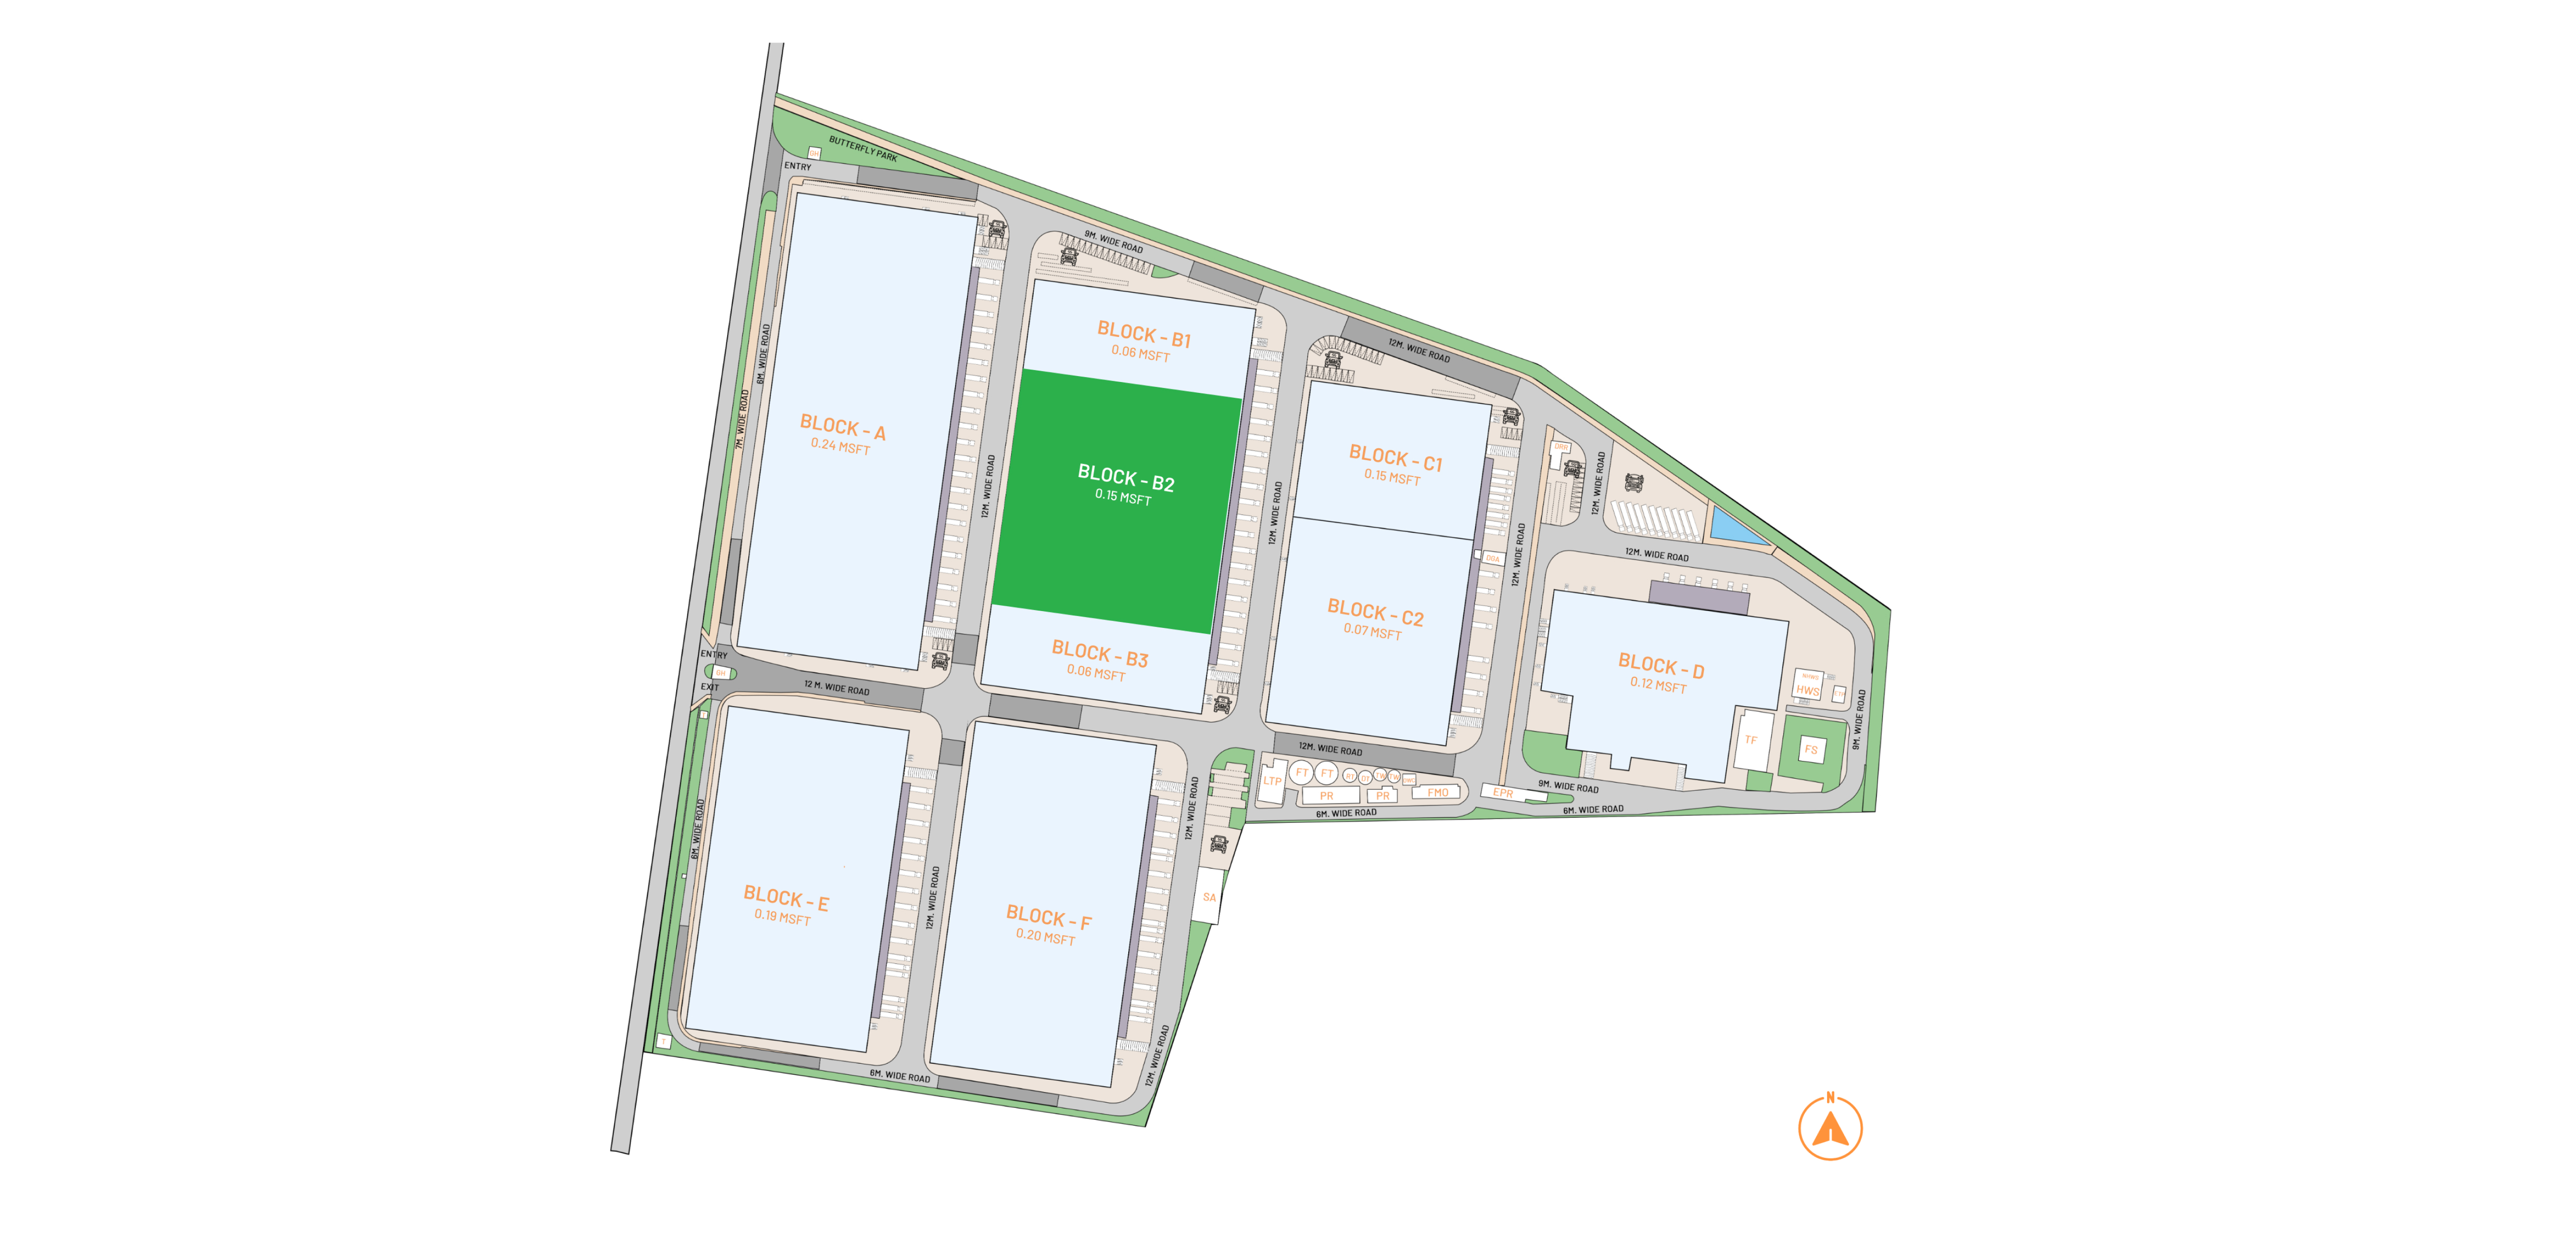 BUTTERFLY PARK
GH
ENTRY
9M. WIDE ROAD
BLOCK - B1
0.06 MSFT
12M. WIDE ROAD
6M. WIDE ROAD
7M. WIDE ROAD
BLOCK - A
0.24 MSFT
12M. WIDE ROAD
BLOCK - B2
0.15 MSFT
12M. WIDE ROAD
BLOCK - C1
0.15 MSFT
12M. WIDE ROAD
DRR
12M. WIDE ROAD
12M. WIDE ROAD
DGA
BLOCK - C2
0.07 MSFT
BLOCK - B3
0.06 MSFT
BLOCK - D
0.12 MSFT
HWS
9M. WIDE ROAD
TF
FS
ENTRY
GH
EXIT
12 M. WIDE ROAD
T
12M. WIDE ROAD
LTP
FT
FT
PR
PR
FMO
EPR
9M. WIDE ROAD
6M. WIDE ROAD
6M. WIDE ROAD
6M. WIDE ROAD
12M. WIDE ROAD
BLOCK - E
0.19 MSFT
12M. WIDE ROAD
BLOCK - F
0.20 MSFT
SA
T
6M. WIDE ROAD
12M. WIDE ROAD
N